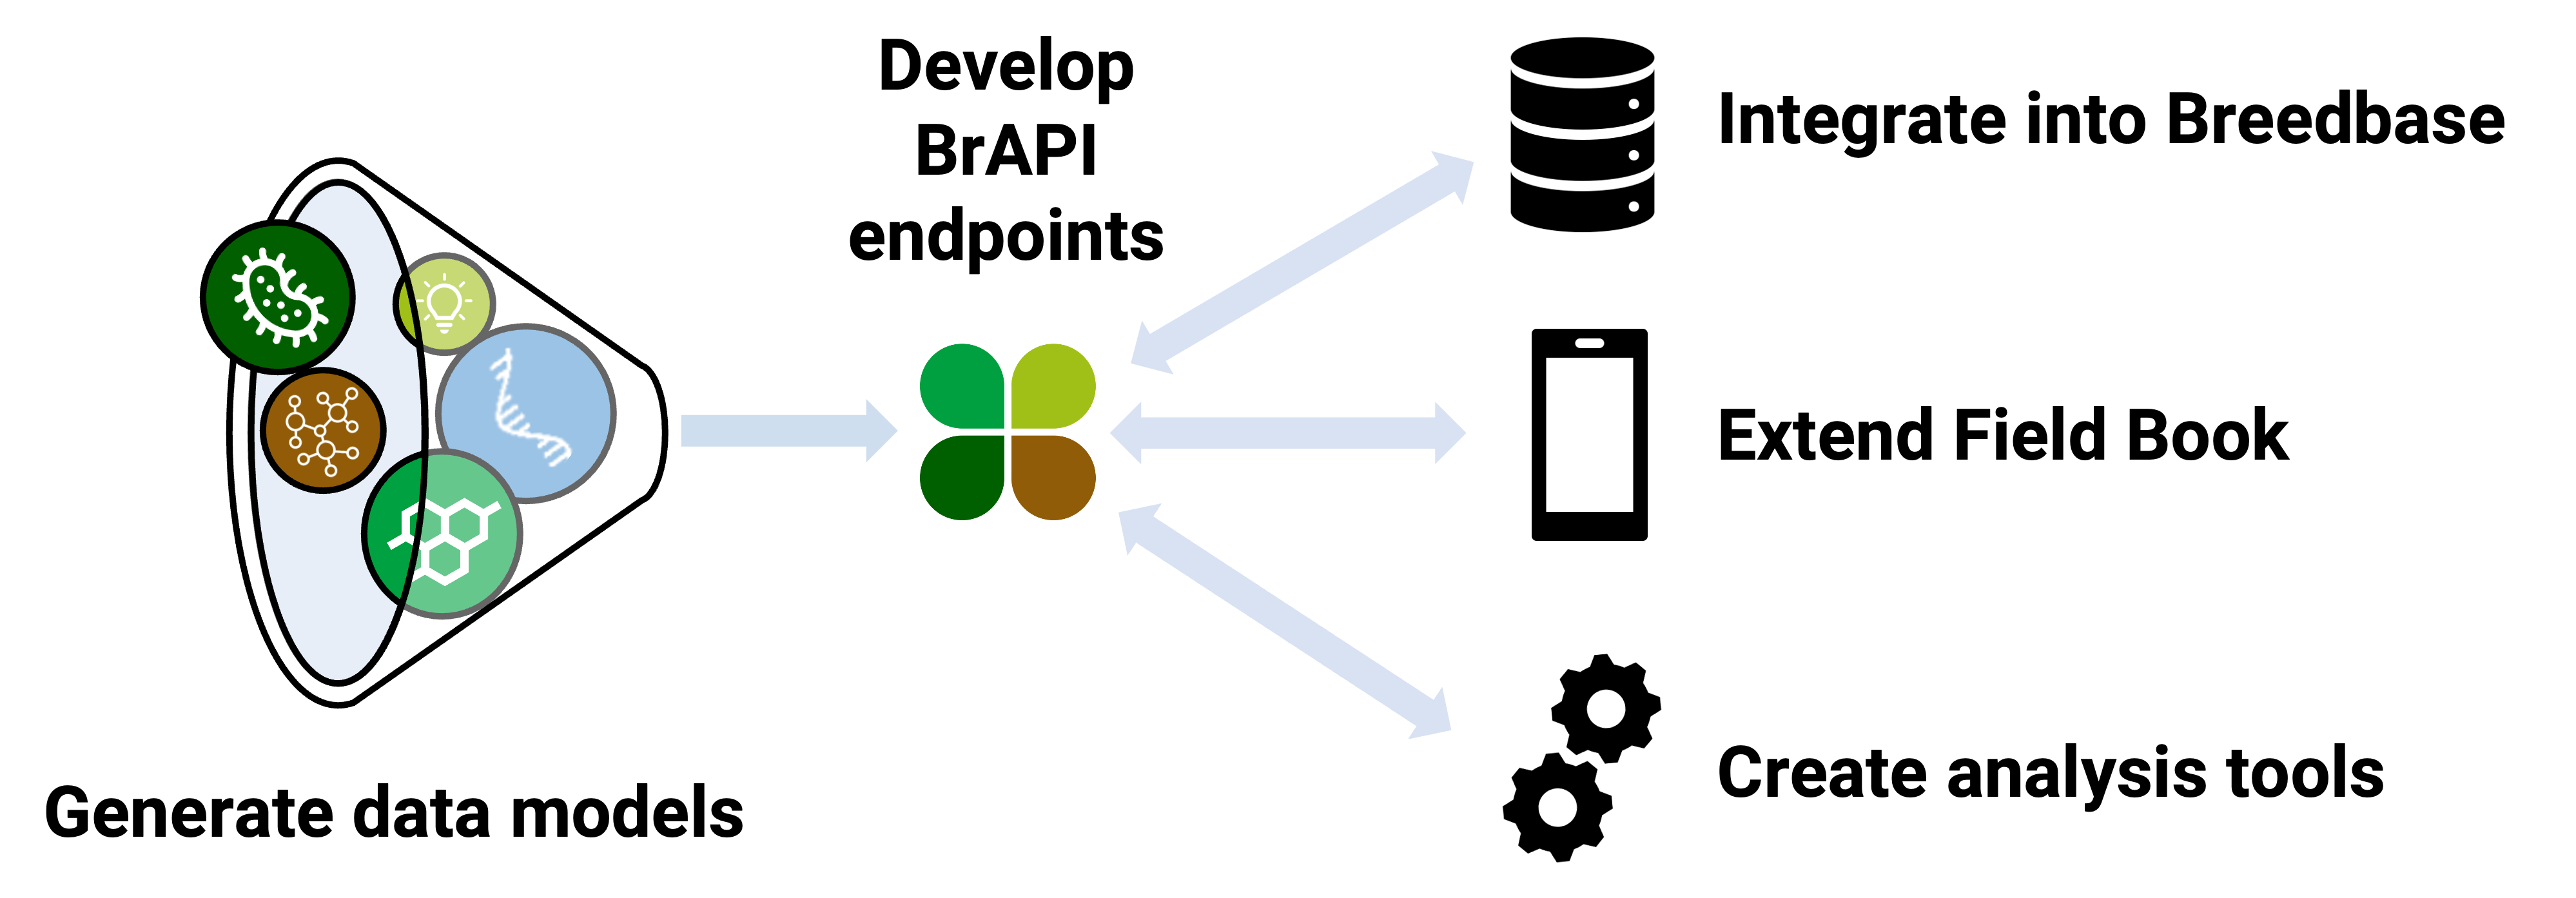 Develop
BrAPI
endpoints
Integrate into Breedbase
Extend Field Book
Create analysis tools
Generate data models